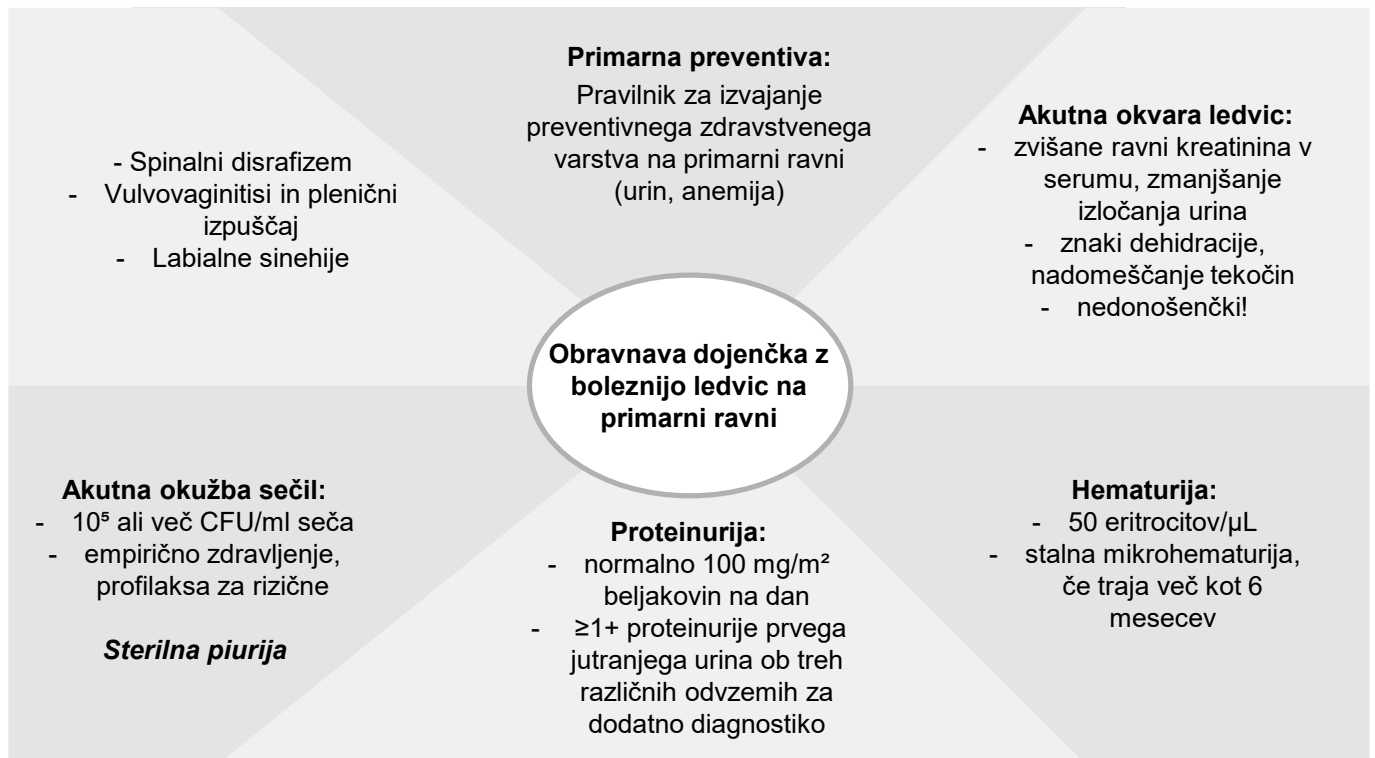 Primarna preventiva:
Pravilnik za izvajanje
preventivnega zdravstvenega
varstva na primarni ravni
(urin, anemija)
Akutna okvara ledvic:
- zvišane ravni kreatinina v
serumu, zmanjšanje
izločanja urina
- znaki dehidracije,
nadomeščanje tekočin
- nedonošenčki!
- Spinalni disrafizem
- Vulvovaginitisi in plenični
izpuščaj
- Labialne sinehije
Obravnava dojenčka z
boleznijo ledvic na
primarni ravni
Akutna okužba sečil:
- 10⁵ ali več CFU/ml seča
- empirično zdravljenje,
profilaksa za rizične
Sterilna piurija
Proteinurija:
- normalno 100 mg/m²
beljakovin na dan
- ≥1+ proteinurije prvega
jutranjega urina ob treh
različnih odvzemih za
dodatno diagnostiko
Hematurija:
- 50 eritrocitov/µL
- stalna mikrohematurija,
če traja več kot 6
mesecev